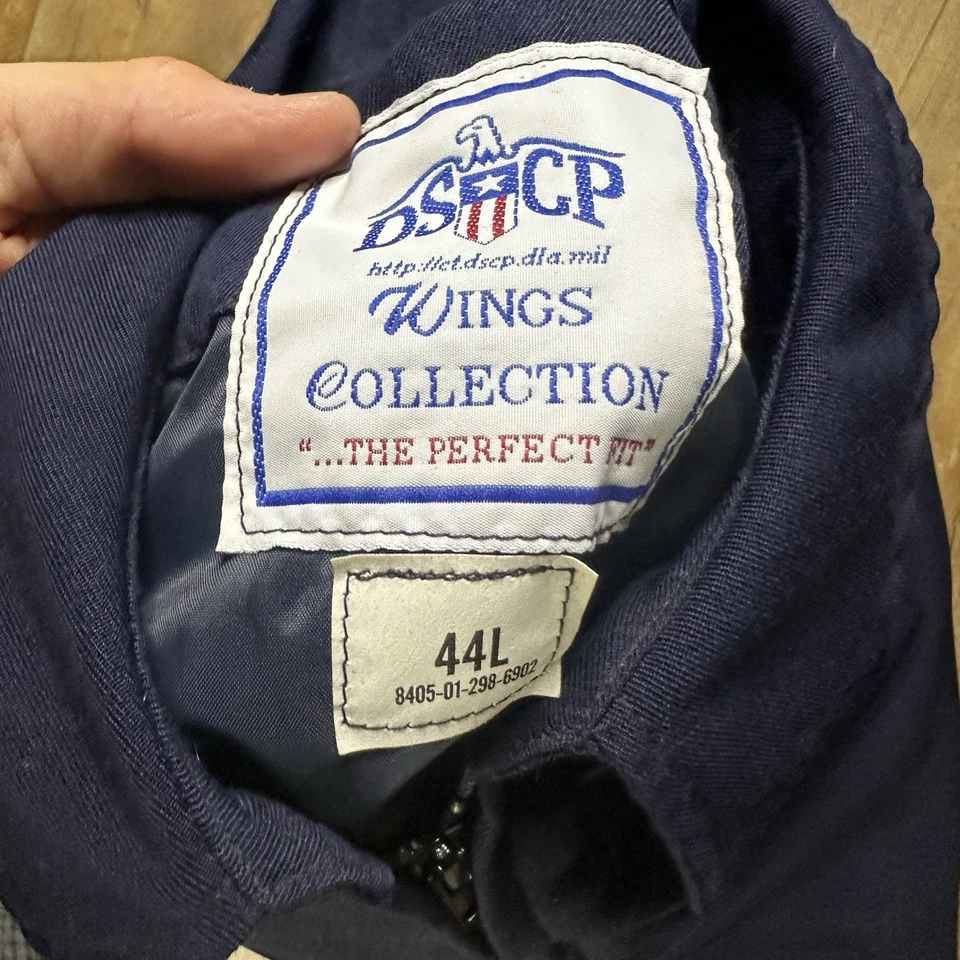 DSCP
http://ct.dscp.dla.mil
WINGS
COLLECTION
"...THE PERFECT FIT"
44L
8405-01-298-6902